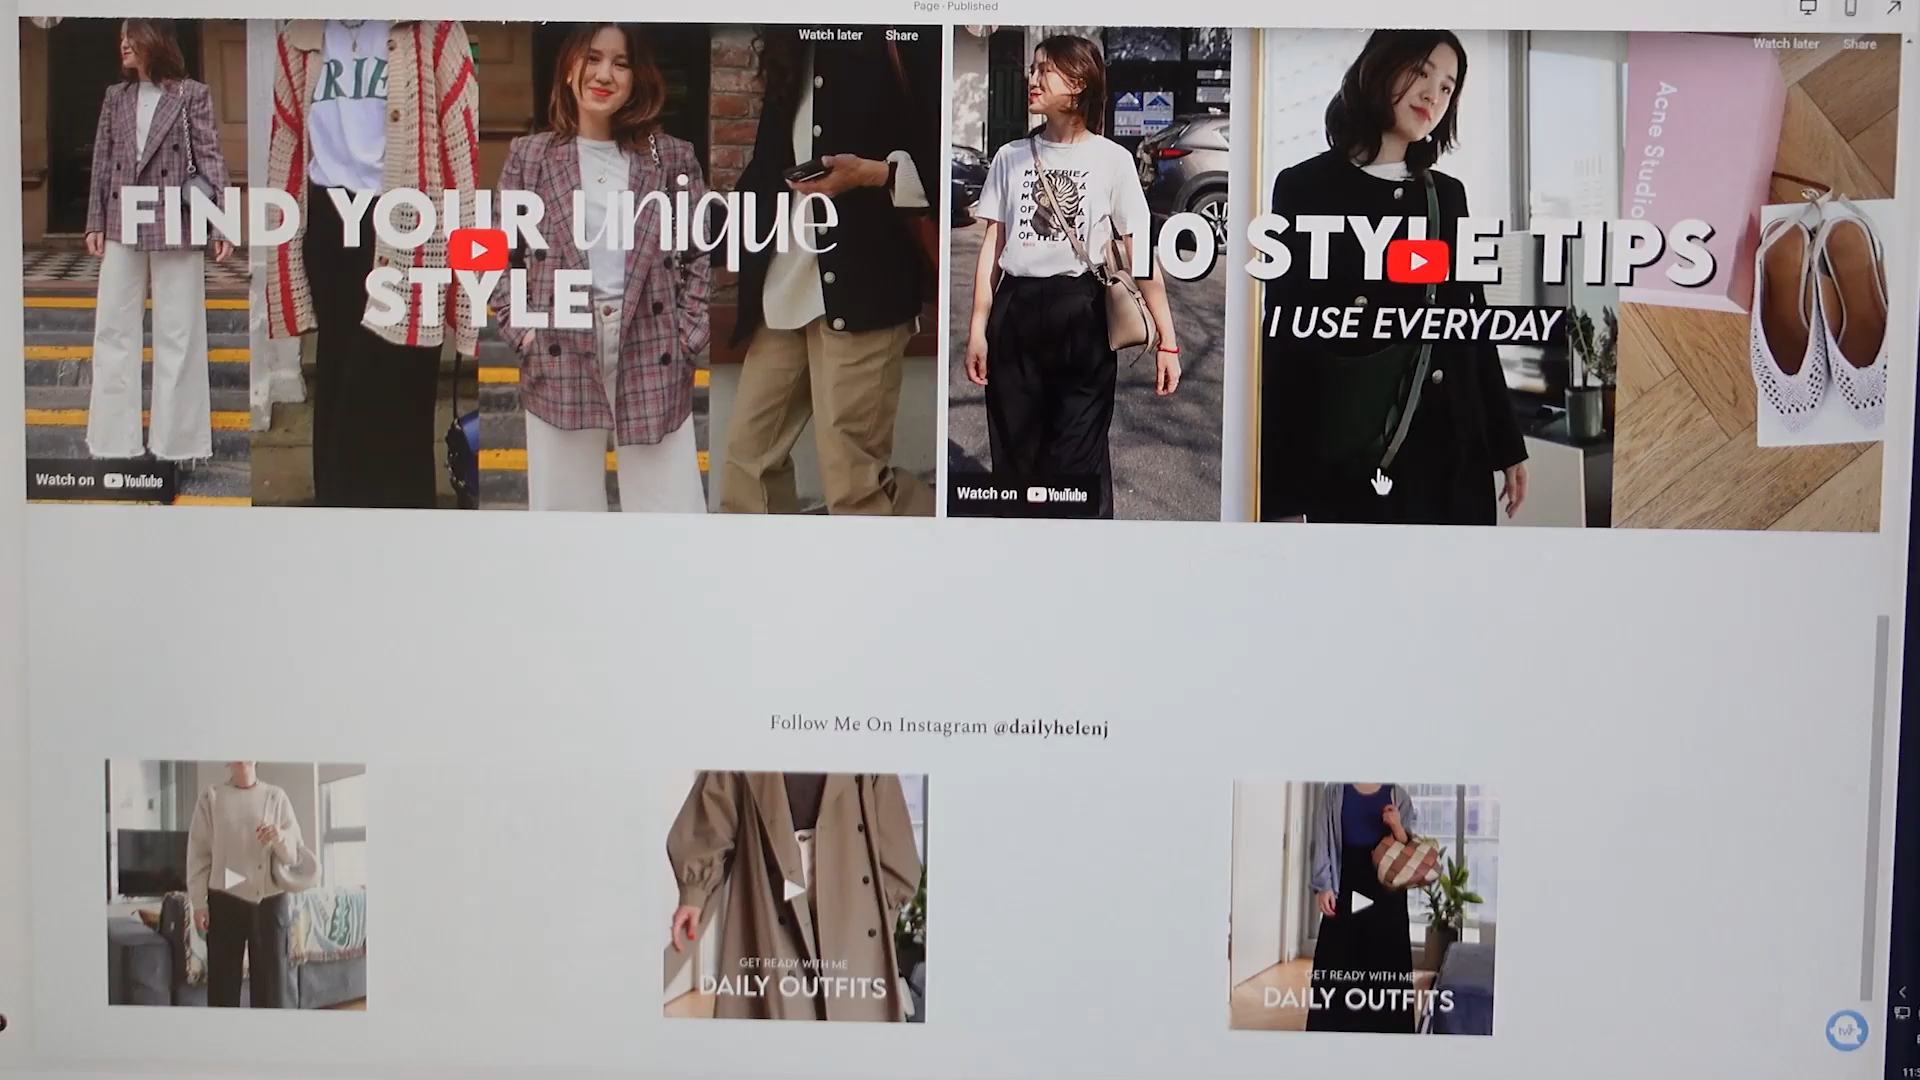 Page · Published
Watch later Share
Watch later Share
RIE
FIND YOUR unique
STYLE
Watch on YouTube
10 STYLE TIPS
I USE EVERYDAY
Acne Studio
Watch on YouTube
Follow Me On Instagram @dailyhelenj
GET READY WITH ME
DAILY OUTFITS
GET READY WITH ME
DAILY OUTFITS